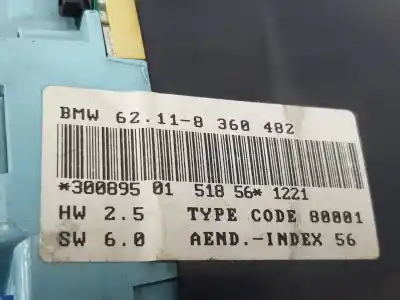 BMW 62.11-8 360 482
*300895 01 518 56* 1221
HW 2.5 TYPE CODE 80001
SW 6.0 AEND.-INDEX 56